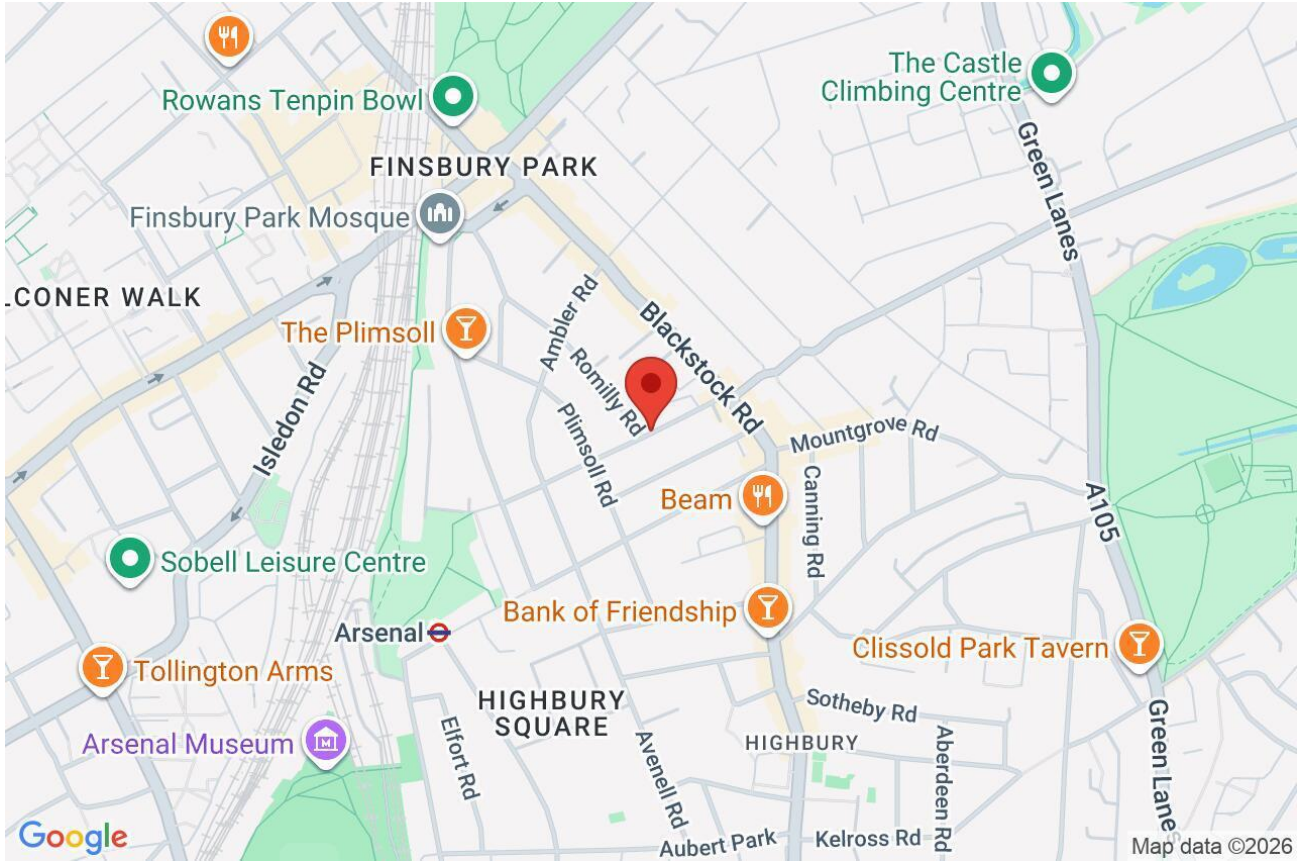 The Castle
Climbing Centre
Rowans Tenpin Bowl
Green Lanes
FINSBURY PARK
Finsbury Park Mosque
LCONER WALK
Ambler Rd
The Plimsoll
Blackstock Rd
Romilly Rd
Isledon Rd
Plimsoll Rd
Mountgrove Rd
Beam
Canning Rd
A105
Sobell Leisure Centre
Bank of Friendship
Arsenal
Clissold Park Tavern
Tollington Arms
HIGHBURY
SQUARE
Sotheby Rd
Elfort Rd
Arsenal Museum
M
Avenell Rd
HIGHBURY
Aberdeen Rd
Green Lanes
Google
Aubert Park
Kelross Rd
Map data ©2026